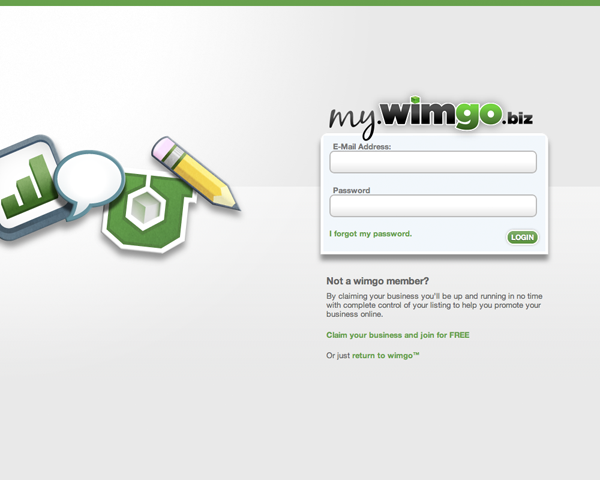 my.wimgo.biz
E-Mail Address:
Password
I forgot my password.
LOGIN
Not a wimgo member?
By claiming your business you'll be up and running in no time
with complete control of your listing to help you promote your
business online.
Claim your business and join for FREE
Or just return to wimgo™